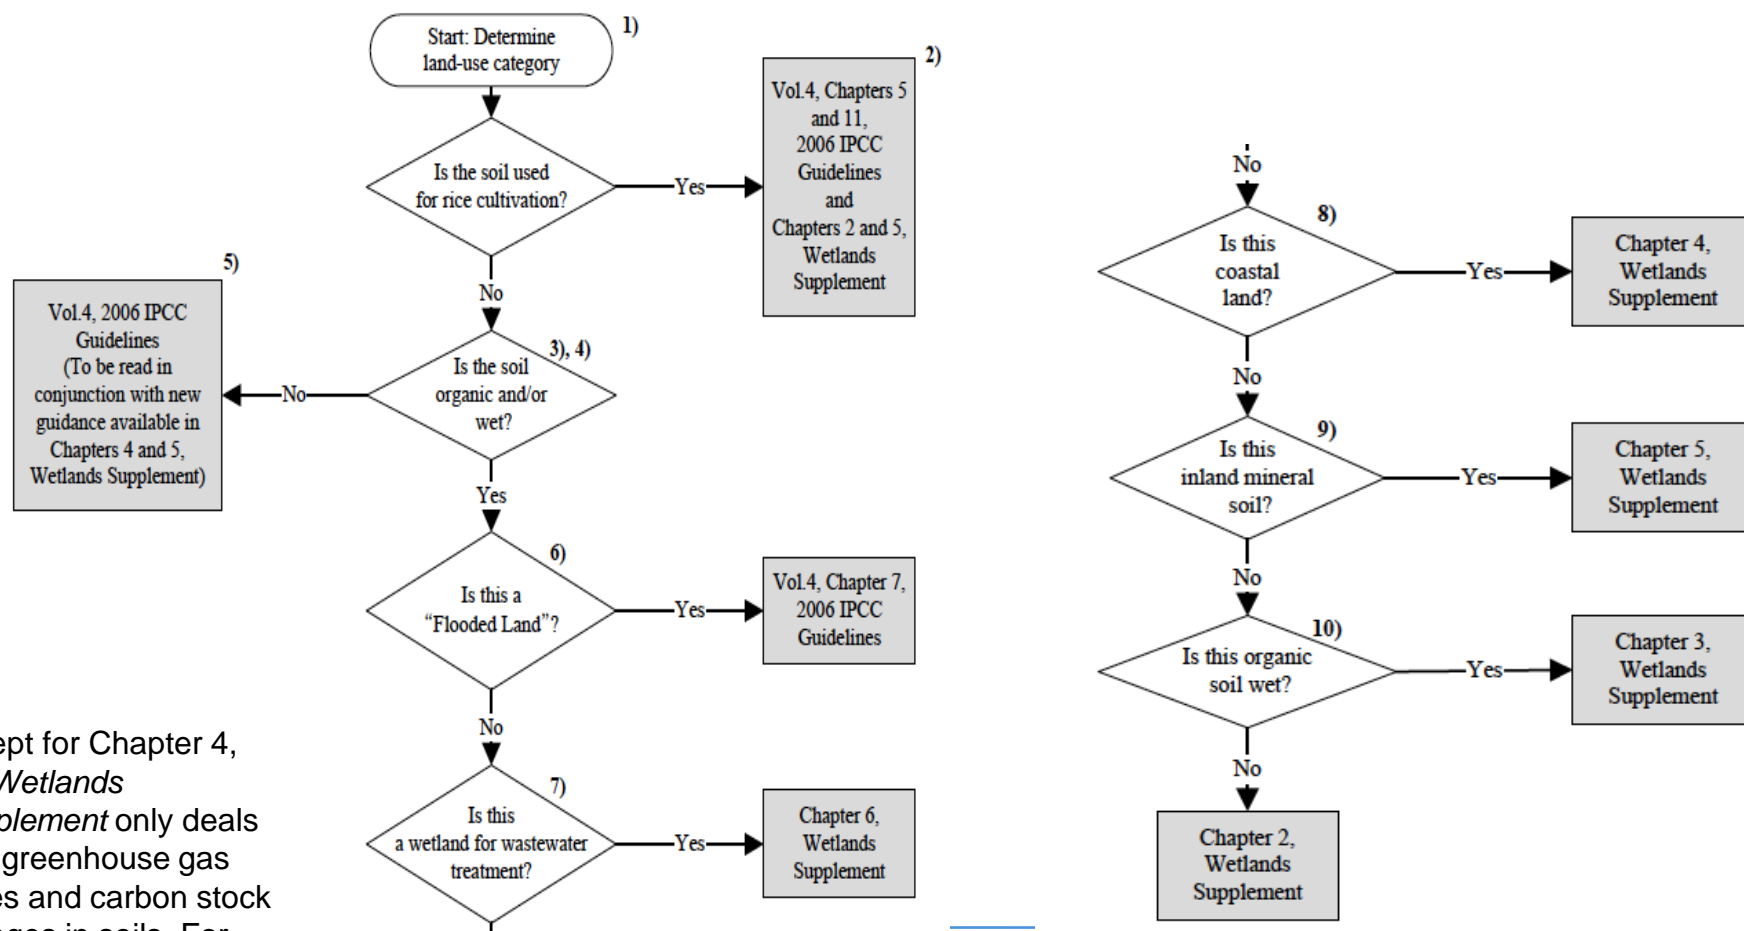 Start: Determine
land-use category
1)
Is the soil used
for rice cultivation?
Yes
2)
Vol.4, Chapters 5
and 11,
2006 IPCC
Guidelines
and
Chapters 2 and 5,
Wetlands
Supplement
No
3), 4)
Is the soil
organic and/or
wet?
No
5)
Vol.4, 2006 IPCC
Guidelines
(To be read in
conjunction with new
guidance available in
Chapters 4 and 5,
Wetlands Supplement)
Yes
6)
Is this a
“Flooded Land”?
Yes
Vol.4, Chapter 7,
2006 IPCC
Guidelines
No
7)
Is this
a wetland for wastewater
treatment?
Yes
Chapter 6,
Wetlands
Supplement
ept for Chapter 4,
Wetlands
plement only deals
greenhouse gas
es and carbon stock
No
8)
Is this
coastal
land?
Yes
Chapter 4,
Wetlands
Supplement
No
9)
Is this
inland mineral
soil?
Yes
Chapter 5,
Wetlands
Supplement
No
10)
Is this organic
soil wet?
Yes
Chapter 3,
Wetlands
Supplement
No
Chapter 2,
Wetlands
Supplement